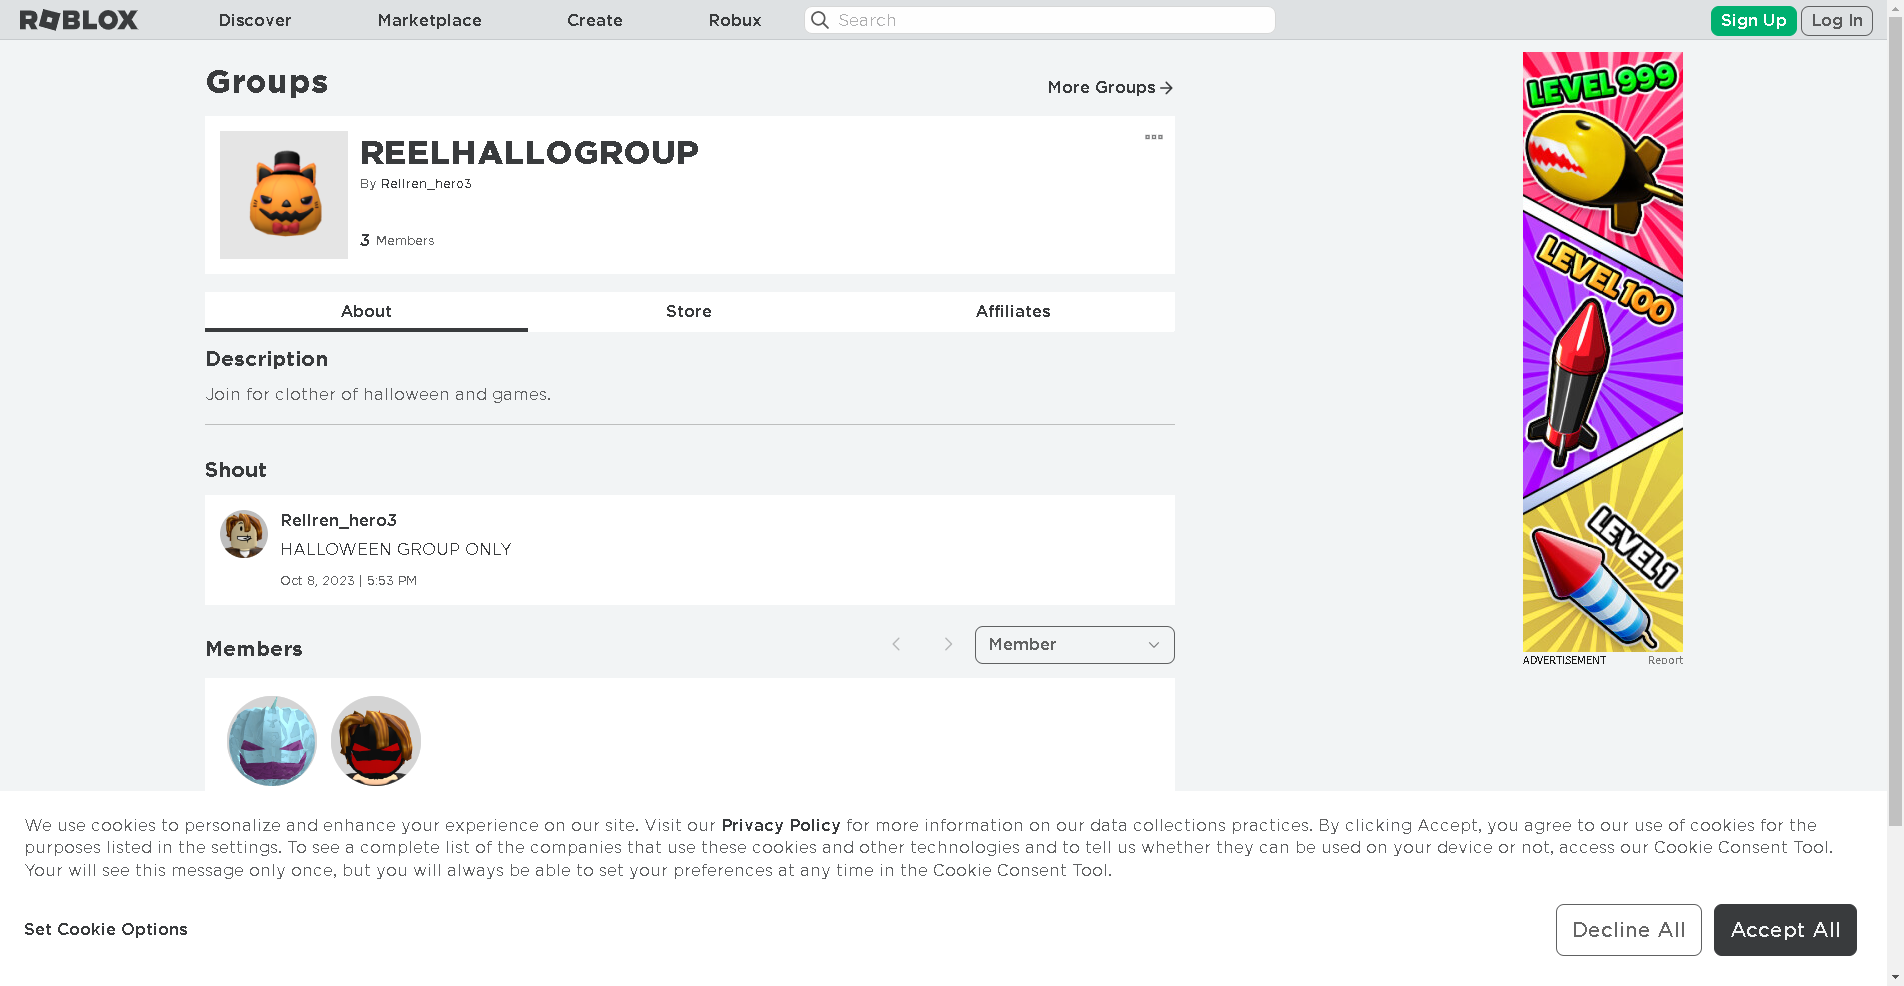 ROBLOX
Discover
Marketplace
Create
Robux
Search
Sign Up
Log In
Groups
More Groups
REELHALLOGROUP
By Rellren_hero3
3 Members
About
Store
Affiliates
Description
Join for clother of halloween and games.
Shout
Rellren_hero3
HALLOWEEN GROUP ONLY
Oct 8, 2023 | 5:53 PM
Members
Member
LEVEL 999
LEVEL 100
LEVEL 1
ADVERTISEMENT
Report
We use cookies to personalize and enhance your experience on our site. Visit our Privacy Policy for more information on our data collections practices. By clicking Accept, you agree to our use of cookies for the
purposes listed in the settings. To see a complete list of the companies that use these cookies and other technologies and to tell us whether they can be used on your device or not, access our Cookie Consent Tool.
Your will see this message only once, but you will always be able to set your preferences at any time in the Cookie Consent Tool.
Set Cookie Options
Decline All
Accept All